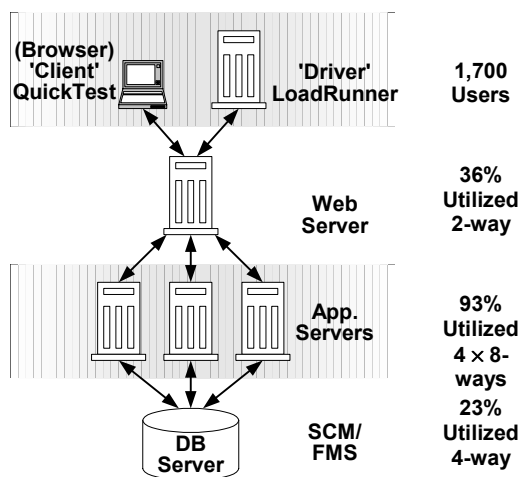 (Browser)
'Client'
QuickTest
'Driver'
LoadRunner
1,700
Users
Web
Server
36%
Utilized
2-way
App.
Servers
93%
Utilized
4 × 8-
ways
DB
Server
SCM/
FMS
23%
Utilized
4-way